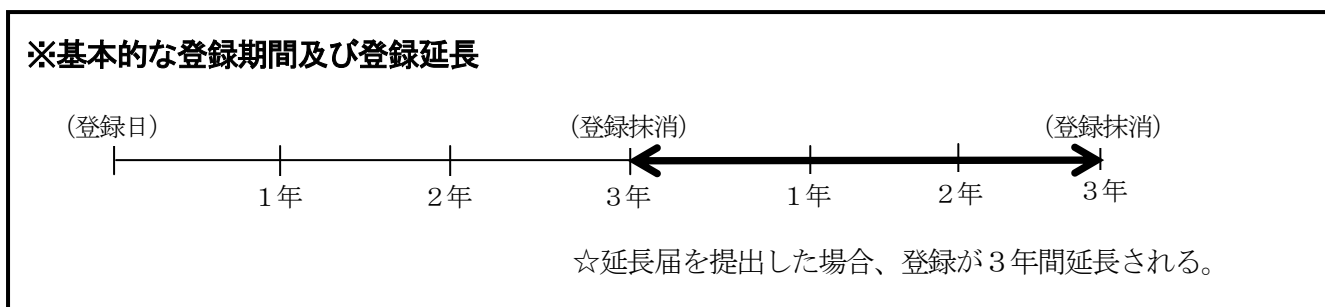 ※基本的な登録期間及び登録延長
（登録日） （登録抹消） （登録抹消）
１年 ２年 ３年 １年 ２年 ３年
☆延長届を提出した場合、登録が３年間延長される。